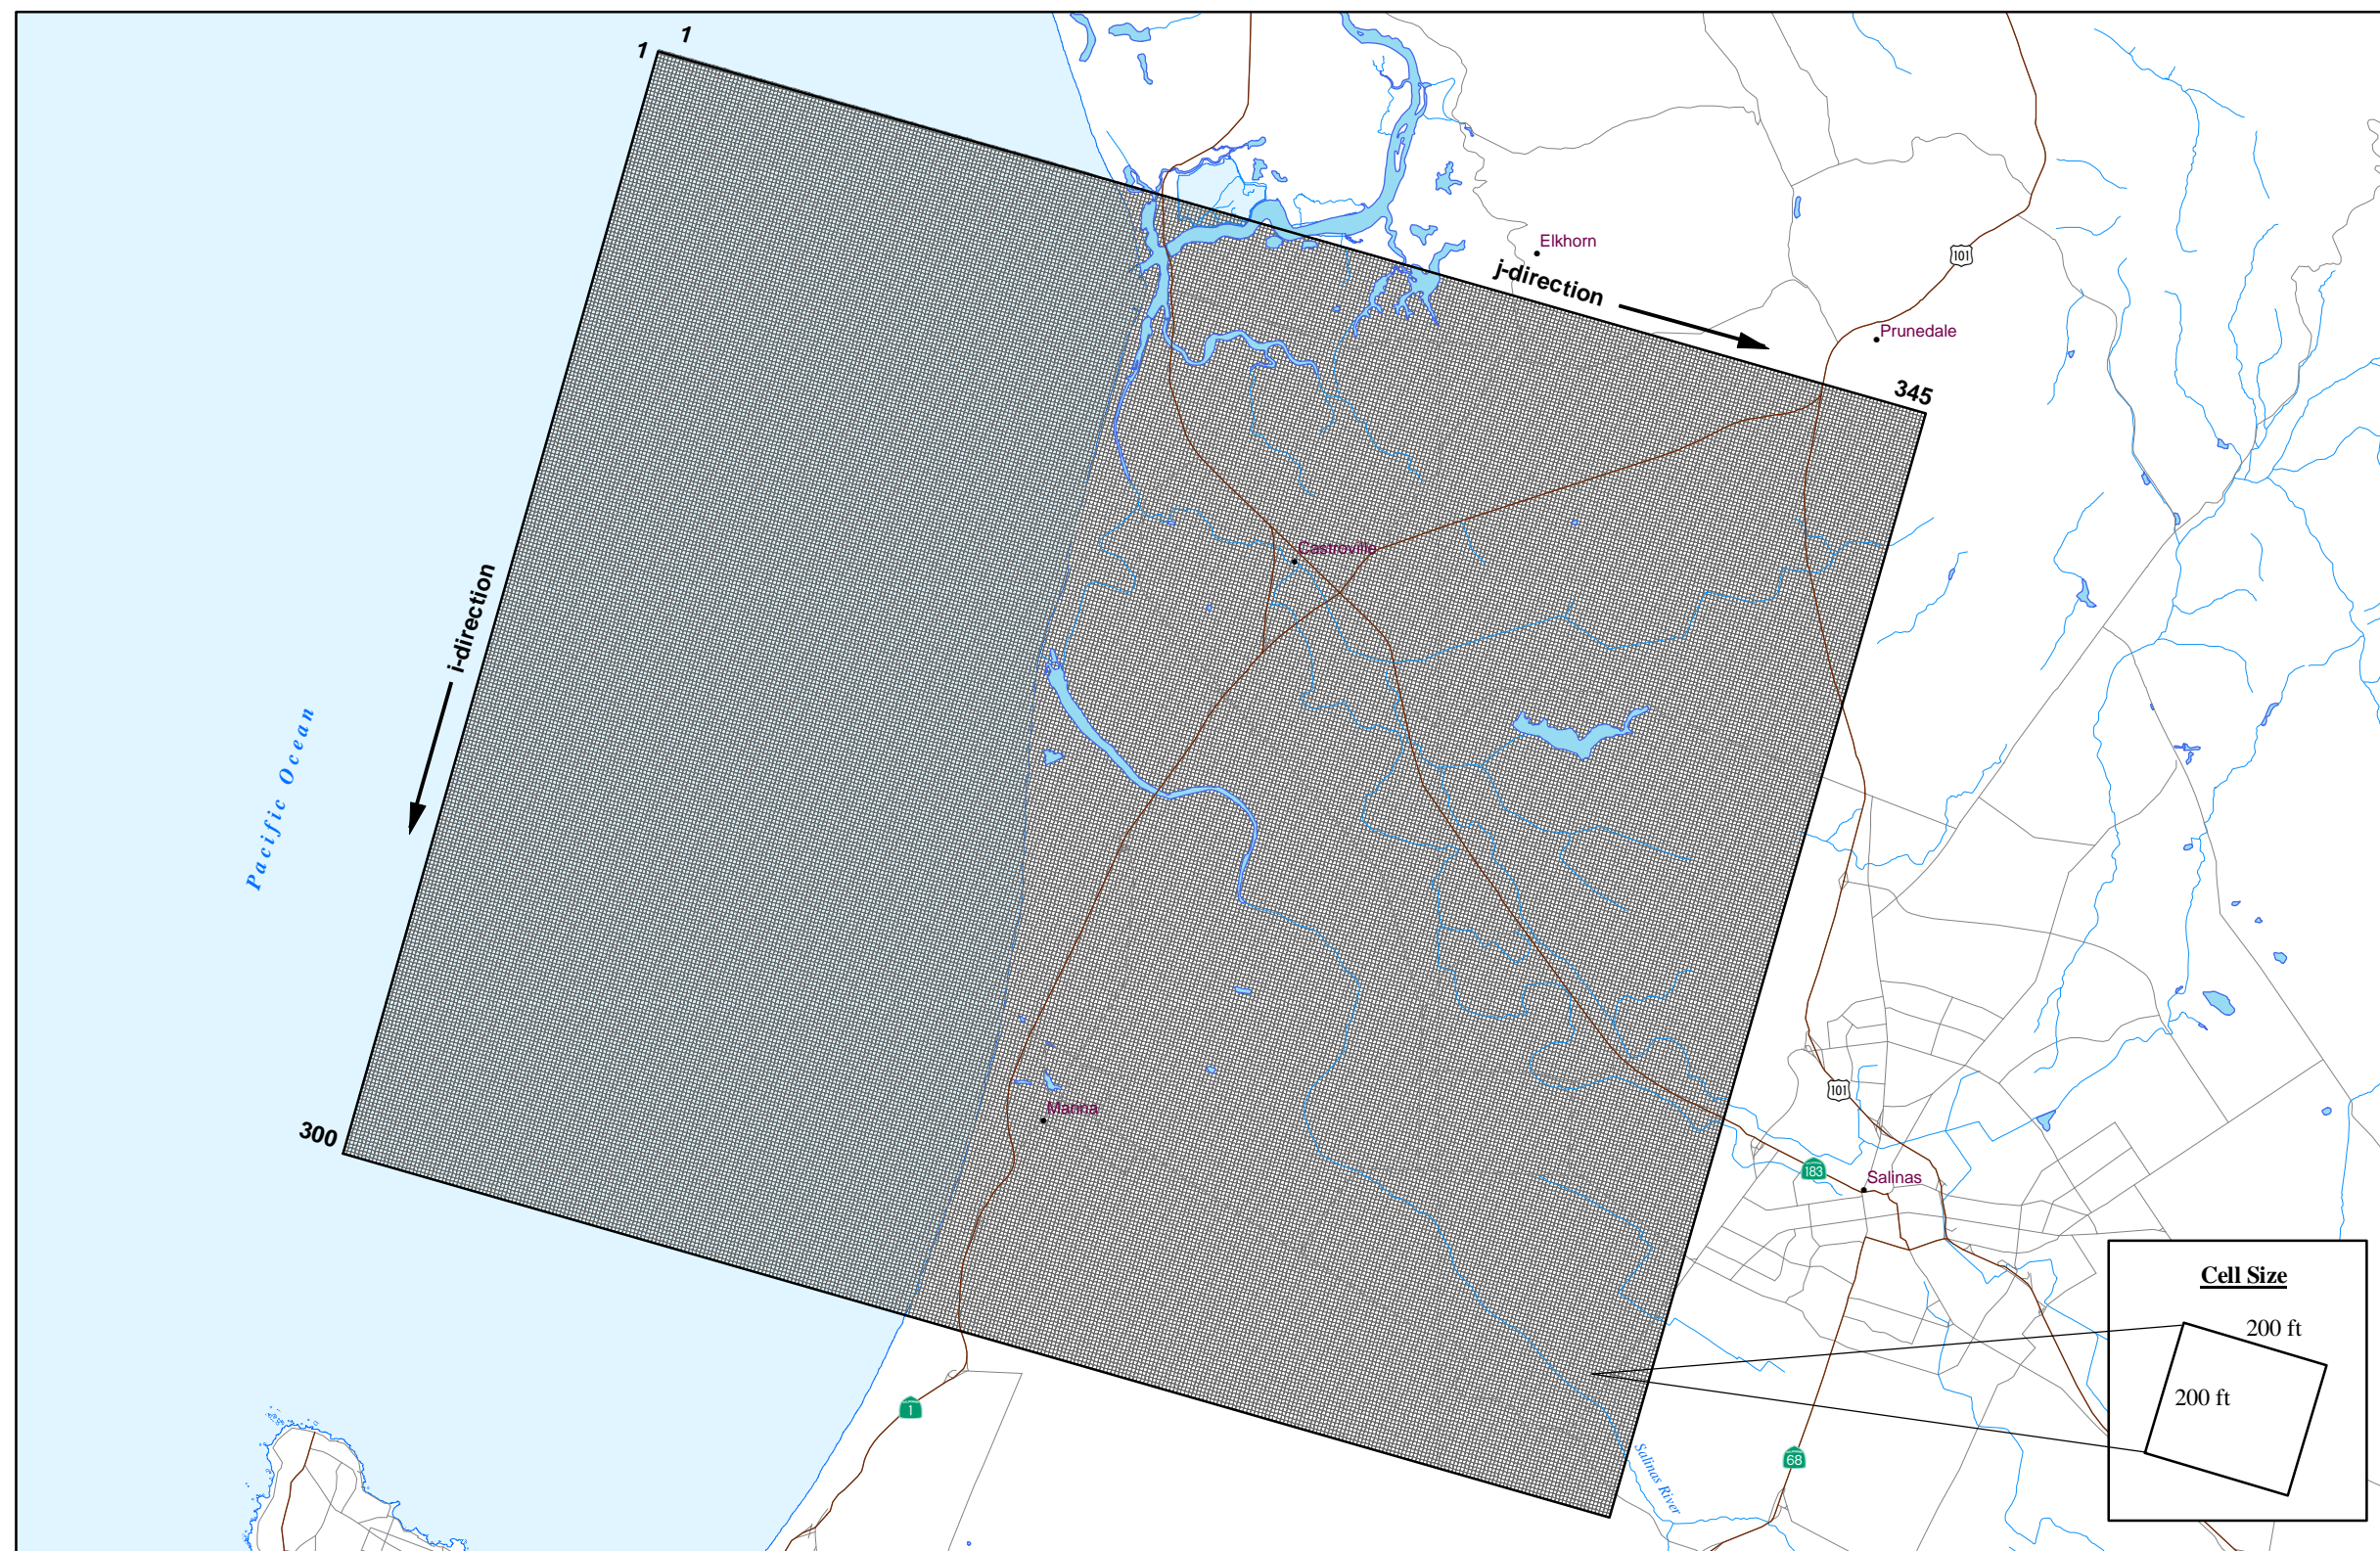 1
1
Elkhorn
101
j-direction
Prunedale
345
Castroville
i-direction
Pacific Ocean
101
Marina
300
183
Salinas
Cell Size
200 ft
200 ft
1
68
Salinas River